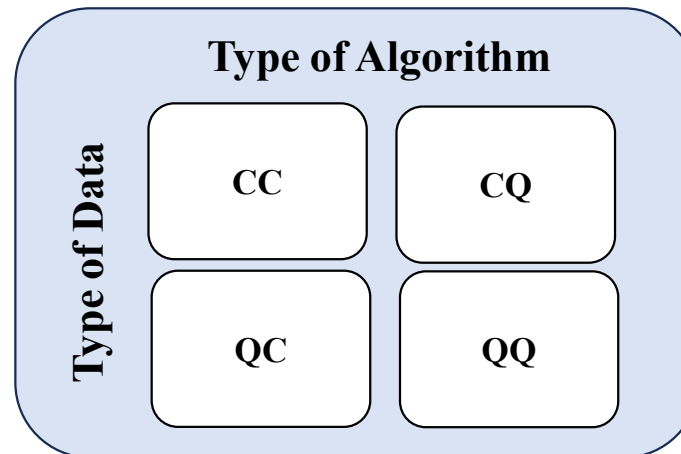 Type of Algorithm
Type of Data
CC
CQ
QC
QQ